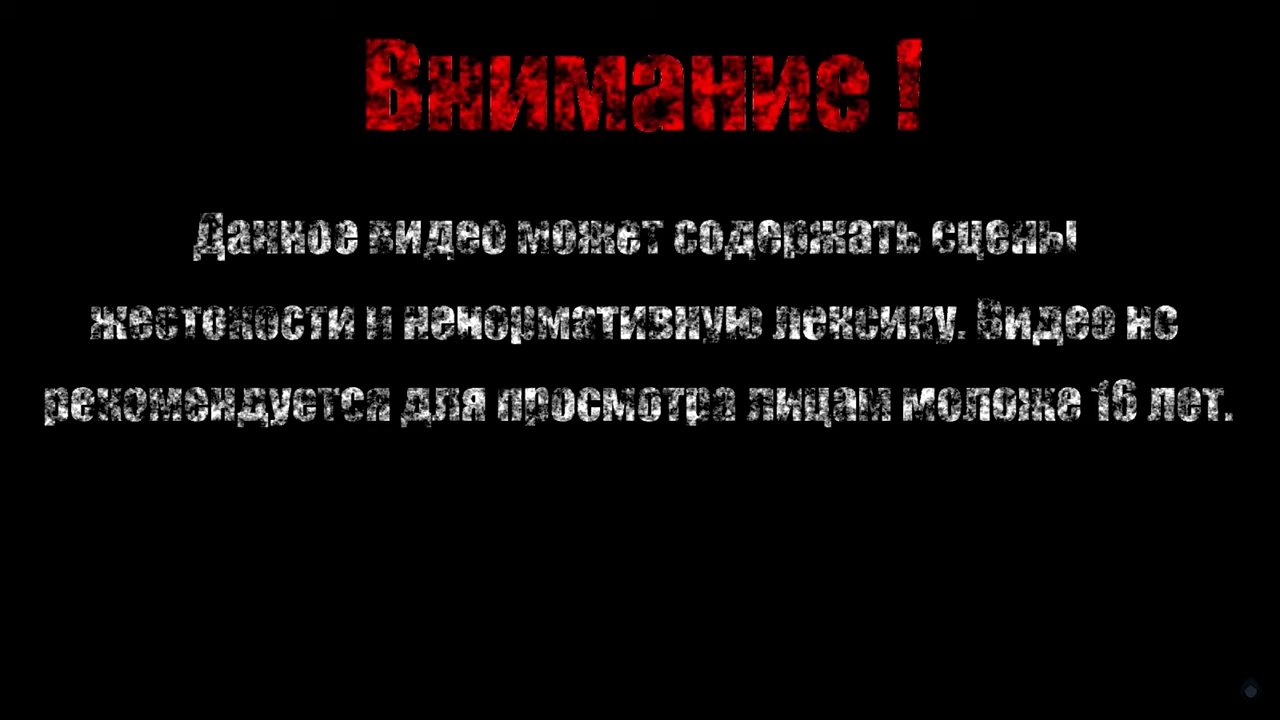 Внимание !
Данное видео может содержать сцены
жестокости и ненормативную лексику. Видео не
рекомендуется для просмотра лицам моложе 16 лет.